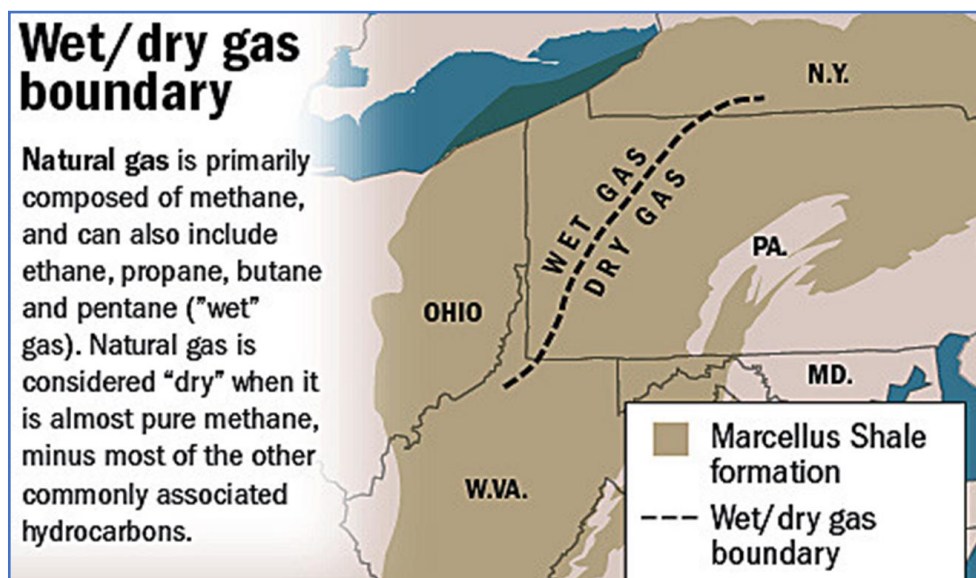 Wet/dry gas
boundary
Natural gas is primarily
composed of methane,
and can also include
ethane, propane, butane
and pentane (”wet”
gas). Natural gas is
considered “dry” when it
is almost pure methane,
minus most of the other
commonly associated
hydrocarbons.
N.Y.
WET GAS
DRY GAS
PA.
OHIO
MD.
W.VA.
Marcellus Shale
formation
Wet/dry gas
boundary